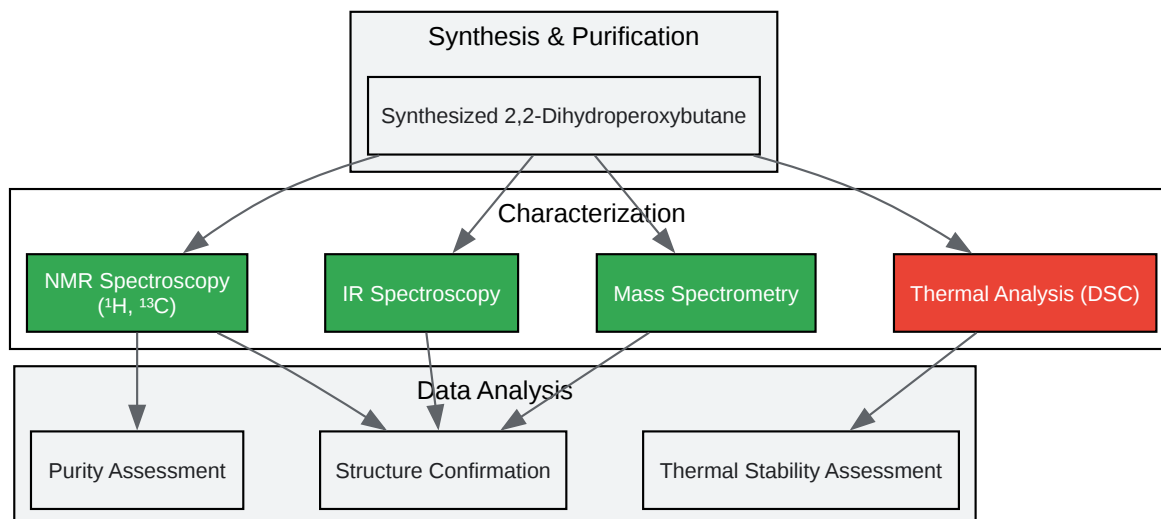 Synthesis & Purification
Synthesized 2,2-Dihydroperoxybutane
Characterization
NMR Spectroscopy
(¹H, ¹³C)
IR Spectroscopy
Mass Spectrometry
Thermal Analysis (DSC)
Data Analysis
Purity Assessment
Structure Confirmation
Thermal Stability Assessment